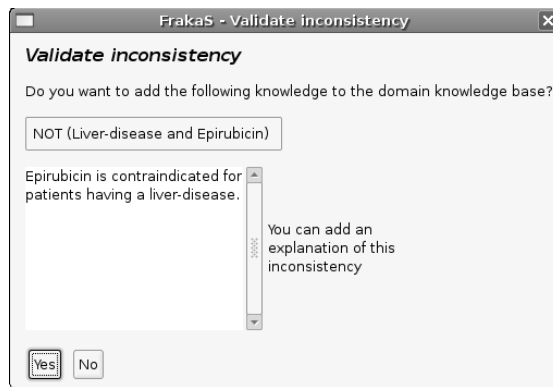 FrakaS - Validate inconsistency
Validate inconsistency
Do you want to add the following knowledge to the domain knowledge base?
NOT (Liver-disease and Epirubicin)
Epirubicin is contraindicated for
patients having a liver-disease.
You can add an
explanation of this
inconsistency
Yes No